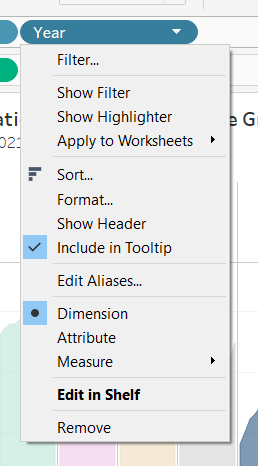 Year
Filter...
Show Filter
Show Highlighter
Apply to Worksheets
Sort...
Format...
Show Header
Include in Tooltip
Edit Aliases...
Dimension
Attribute
Measure
Edit in Shelf
Remove